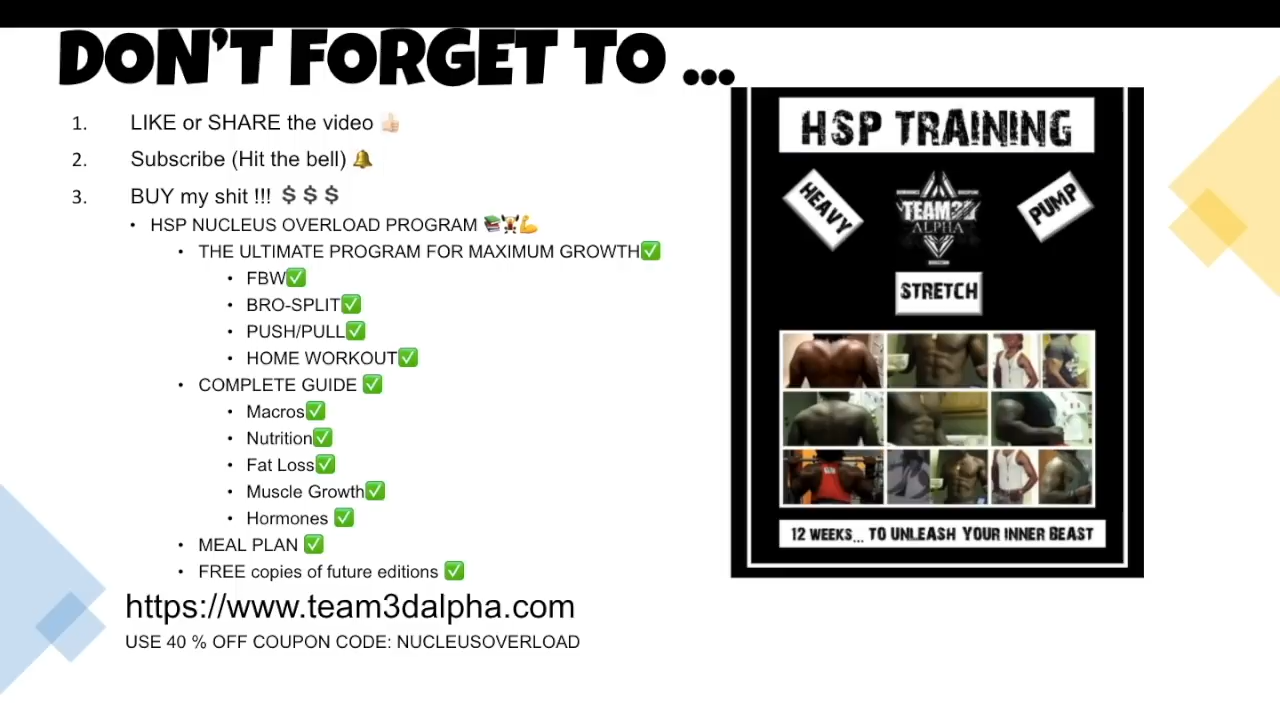 DON'T FORGET TO ...
1. LIKE or SHARE the video 👍🏻
2. Subscribe (Hit the bell) 🔔
3. BUY my shit !!! 💲💲💲
• HSP NUCLEUS OVERLOAD PROGRAM 📚🏋️💪
• THE ULTIMATE PROGRAM FOR MAXIMUM GROWTH✅
• FBW✅
• BRO-SPLIT✅
• PUSH/PULL✅
• HOME WORKOUT✅
• COMPLETE GUIDE ✅
• Macros✅
• Nutrition✅
• Fat Loss✅
• Muscle Growth✅
• Hormones ✅
• MEAL PLAN ✅
• FREE copies of future editions ✅
https://www.team3dalpha.com
USE 40 % OFF COUPON CODE: NUCLEUSOVERLOAD
HSP TRAINING
HEAVY
TEAM3D
ALPHA
PUMP
STRETCH
12 WEEKS... TO UNLEASH YOUR INNER BEAST